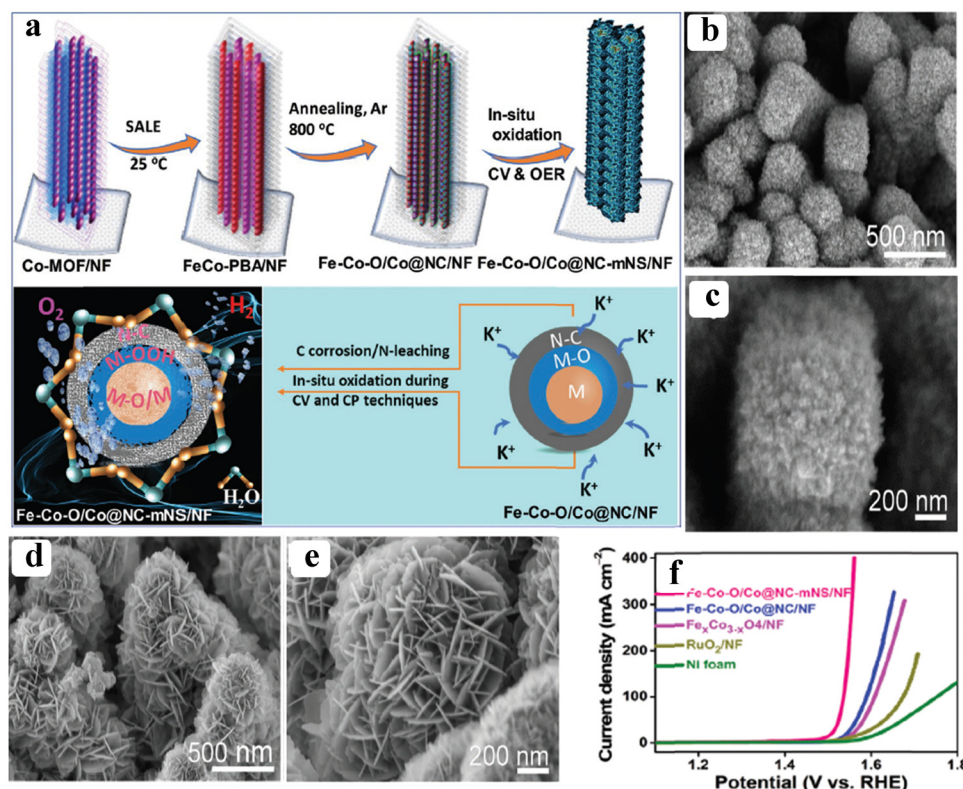 a
SALE
25 °C
Annealing, Ar
800 °C
In-situ
oxidation
CV & OER
Co-MOF/NF
FeCo-PBA/NF
Fe-Co-O/Co@NC/NF
Fe-Co-O/Co@NC-mNS/NF
O2
H2
M-OOH
M-O/M
H2O
Fe-Co-O/Co@NC-mNS/NF
C corrosion/N-leaching
In-situ oxidation during
CV and CP techniques
K+
K+
K+
K+
K+
K+
K+
K+
N-C
M-O
M
Fe-Co-O/Co@NC/NF
b
500 nm
c
200 nm
d
500 nm
e
200 nm
f
Fe-Co-O/Co@NC-mNS/NF
Fe-Co-O/Co@NC/NF
FexCo3-xO4/NF
RuO2/NF
Ni foam
Current density (mA cm−2)
400
300
200
100
0
1.2
1.4
1.6
1.8
Potential (V vs. RHE)